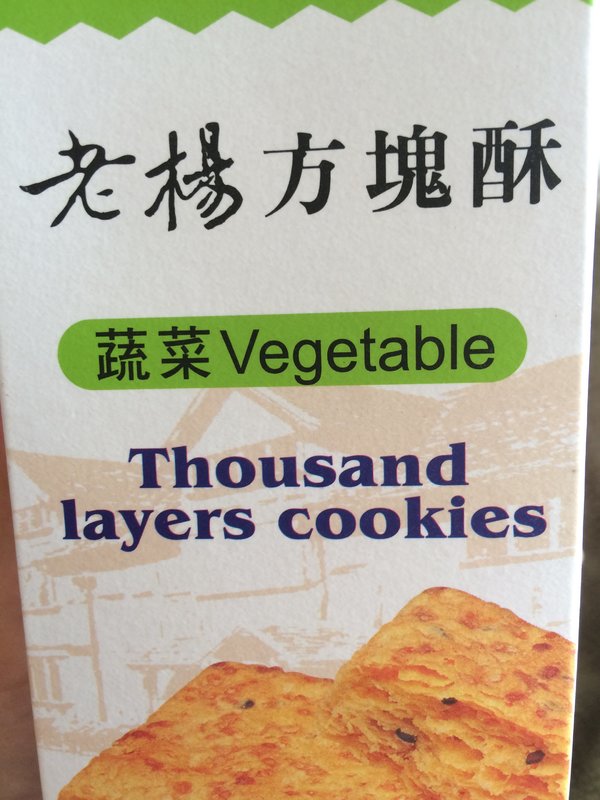 老楊方塊酥
蔬菜Vegetable
Thousand
layers cookies